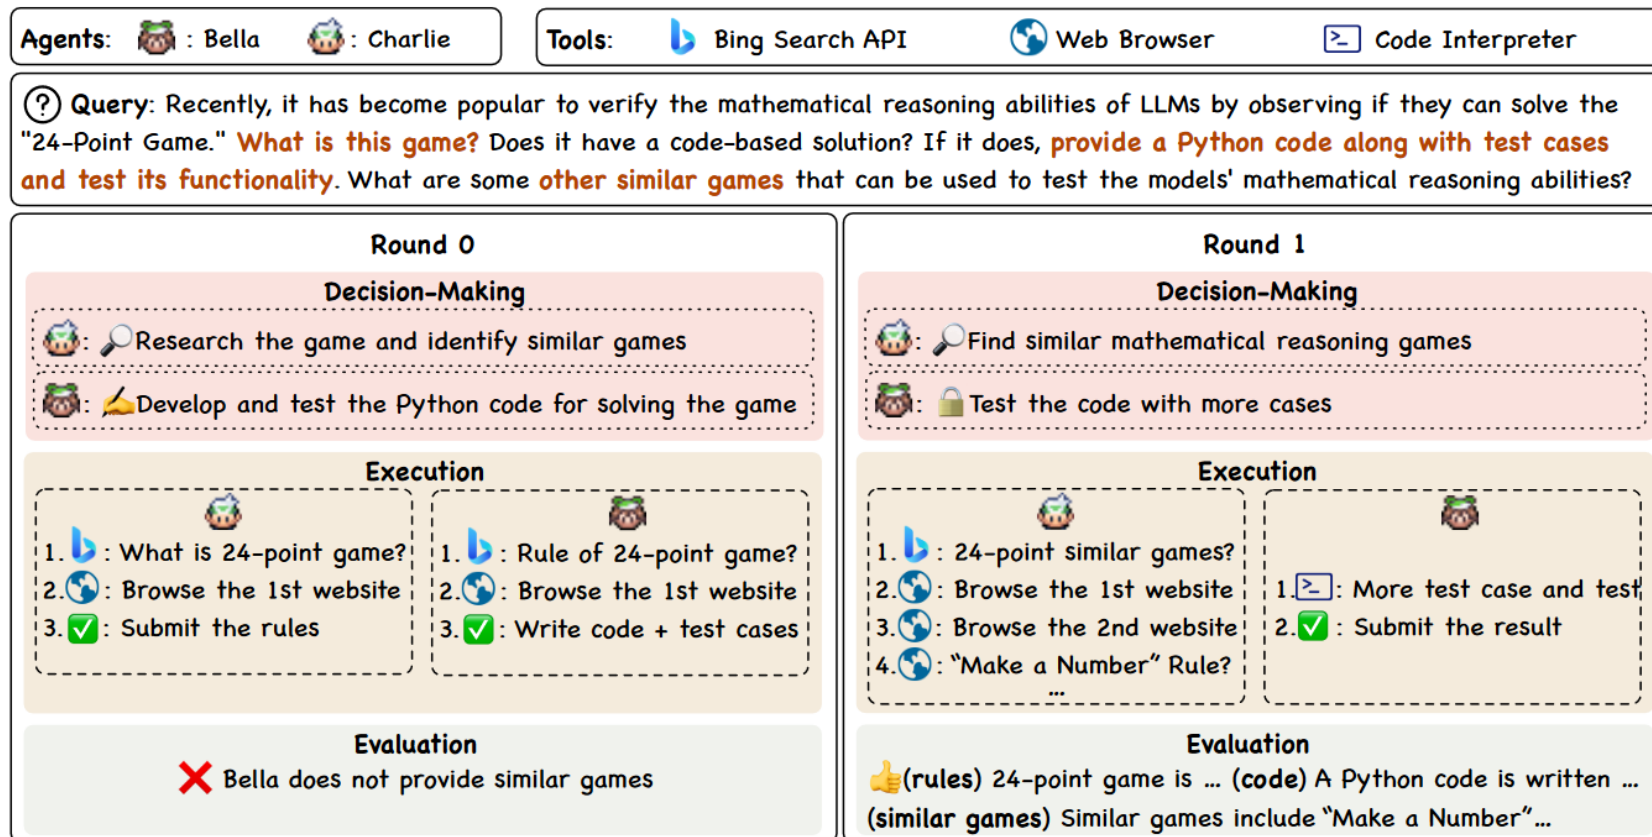 Agents: : Bella : Charlie
Tools: Bing Search API Web Browser Code Interpreter
Query: Recently, it has become popular to verify the mathematical reasoning abilities of LLMs by observing if they can solve the
"24-Point Game." What is this game? Does it have a code-based solution? If it does, provide a Python code along with test cases
and test its functionality. What are some other similar games that can be used to test the models' mathematical reasoning abilities?
Round 0
Decision-Making
: Research the game and identify similar games
: Develop and test the Python code for solving the game
Execution
1. : What is 24-point game?
2. : Browse the 1st website
3. : Submit the rules
1. : Rule of 24-point game?
2. : Browse the 1st website
3. : Write code + test cases
Evaluation
Bella does not provide similar games
Round 1
Decision-Making
: Find similar mathematical reasoning games
: Test the code with more cases
Execution
1. : 24-point similar games?
2. : Browse the 1st website
3. : Browse the 2nd website
4. : “Make a Number” Rule?
...
1. : More test case and test
2. : Submit the result
Evaluation
(rules) 24-point game is ... (code) A Python code is written ...
(similar games) Similar games include “Make a Number”...